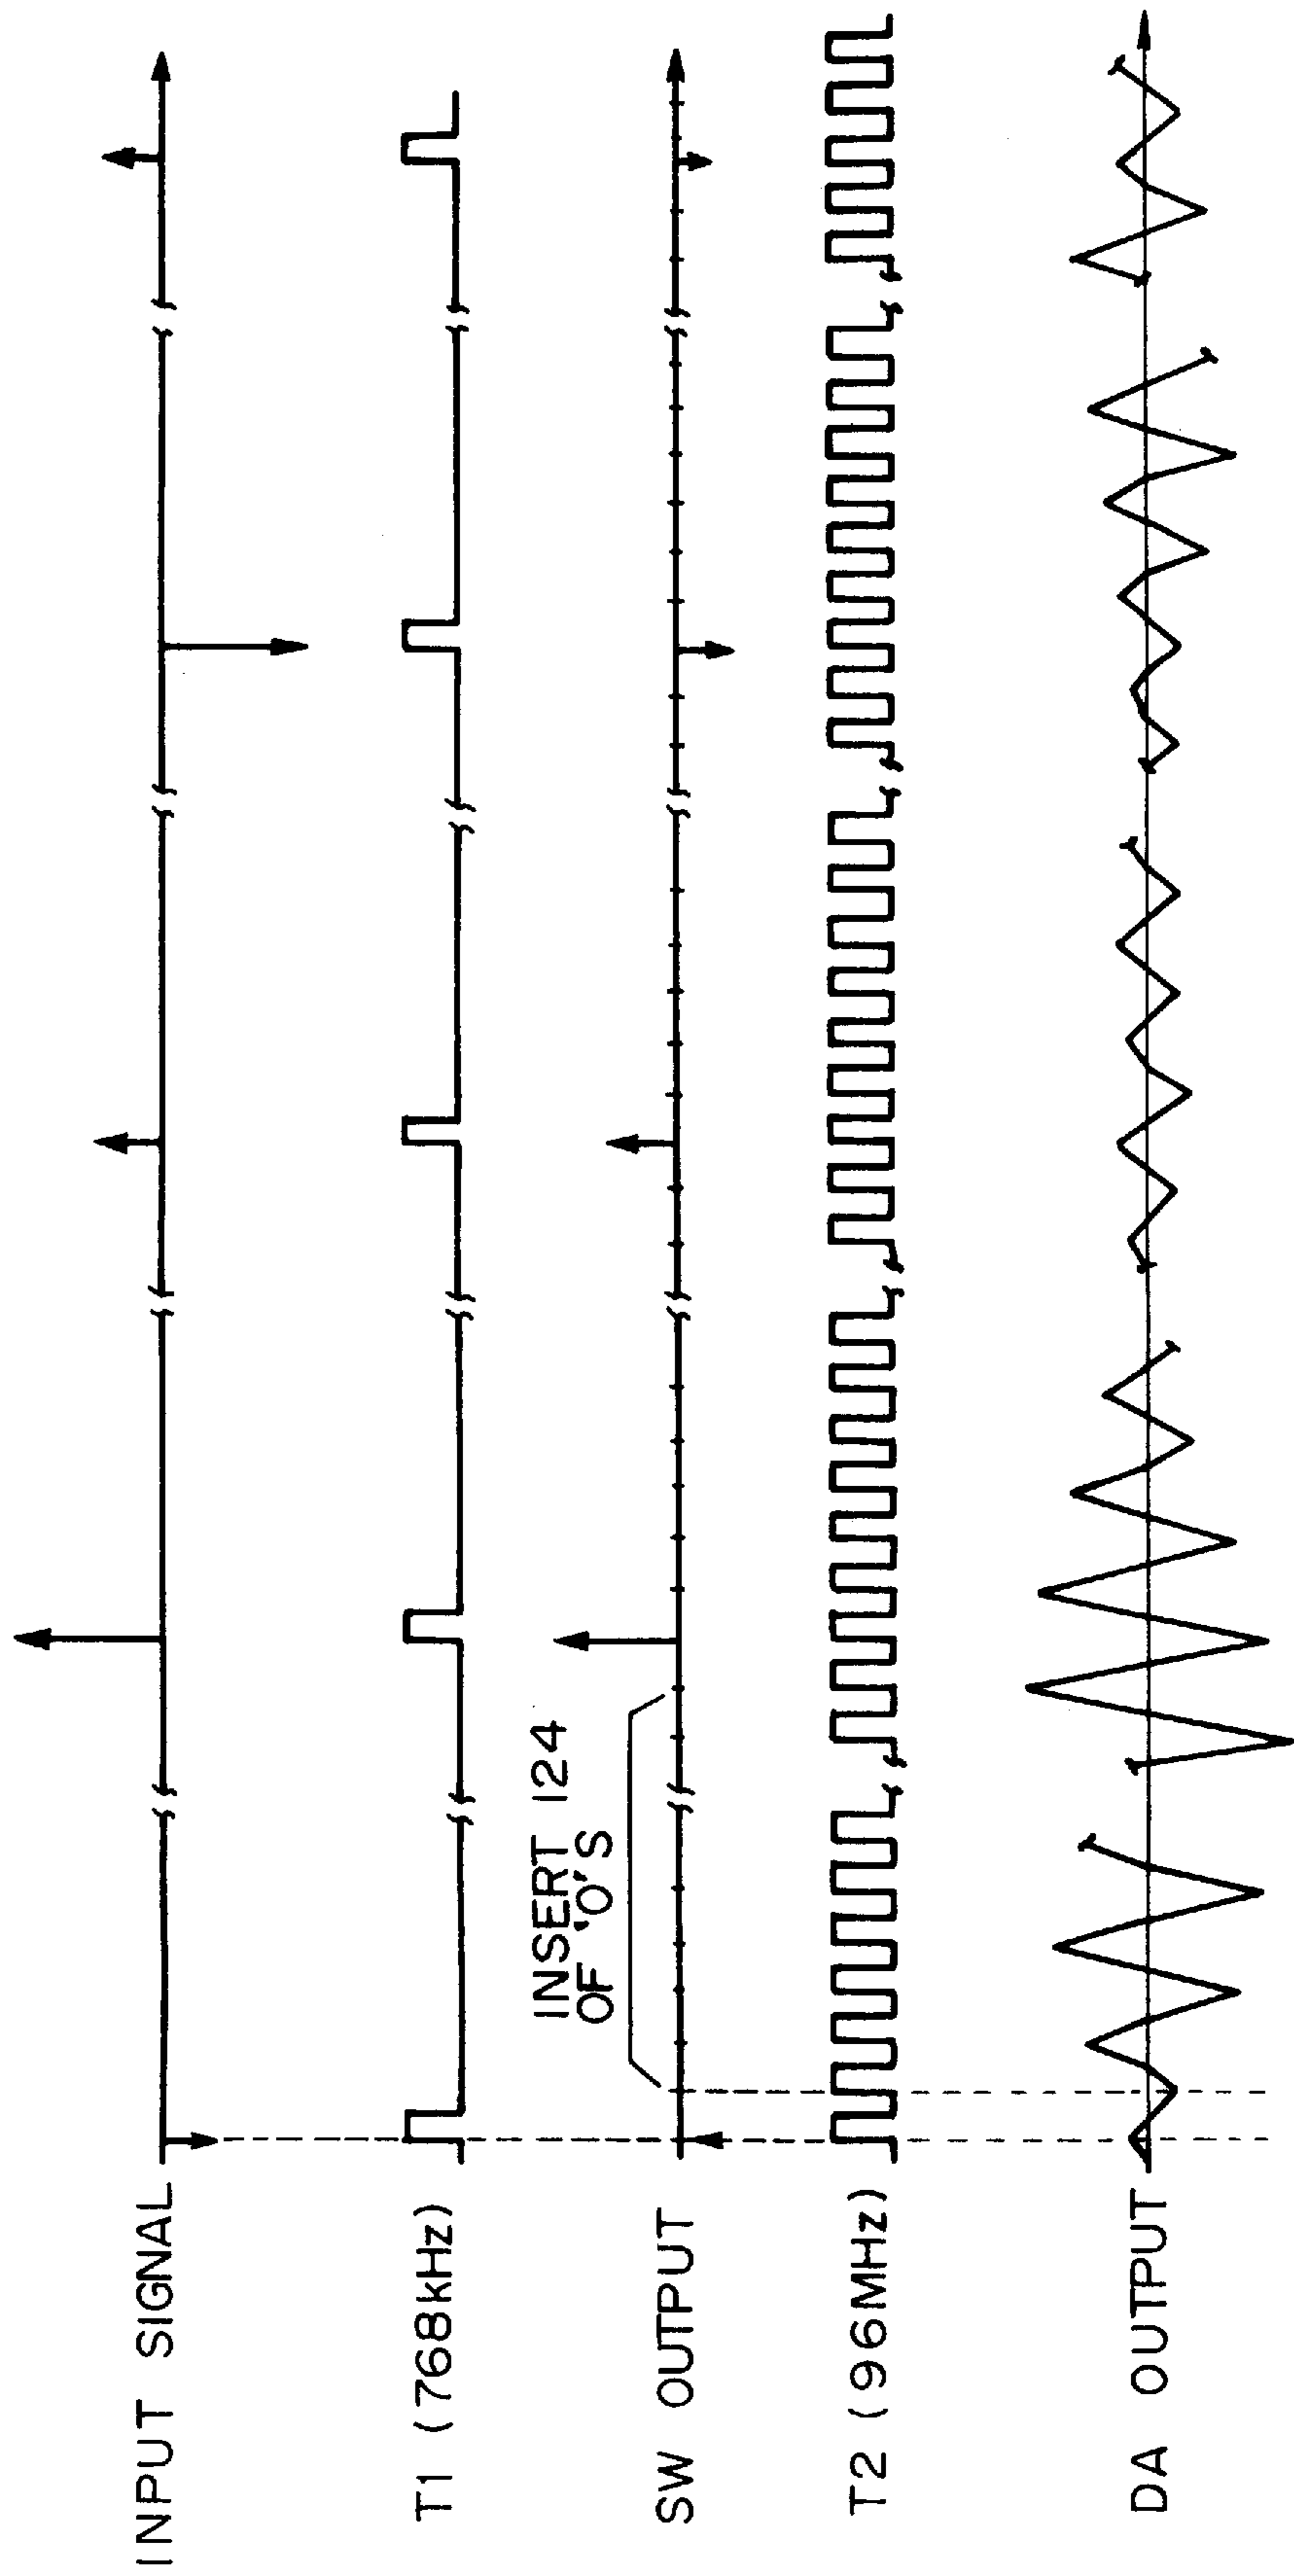 INPUT SIGNAL
T1 (768kHz)
INSERT 124
OF '0'S
SW OUTPUT
T2 (96MHz)
DA OUTPUT